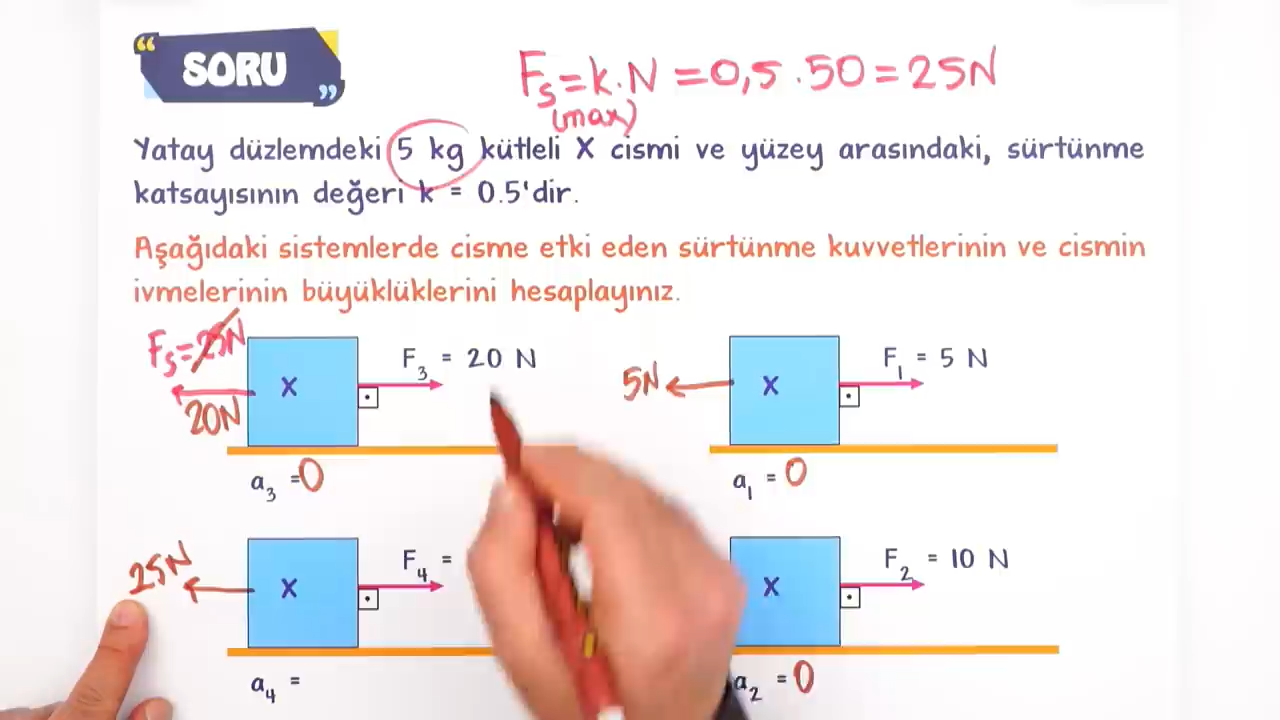 SORU
Fs = k.N = 0,5 . 50 = 25N
(max)
Yatay düzlemdeki 5 kg kütleli X cismi ve yüzey arasındaki, sürtünme
katsayısının değeri k = 0.5'dir.
Aşağıdaki sistemlerde cisme etki eden sürtünme kuvvetlerinin ve cismin
ivmelerinin büyüklüklerini hesaplayınız.
Fs=25N
20N
X
F3 = 20 N
a3 =0
5N
X
F1 = 5 N
a1 = 0
25N
X
F4 =
a4 =
X
F2 = 10 N
a2 = 0